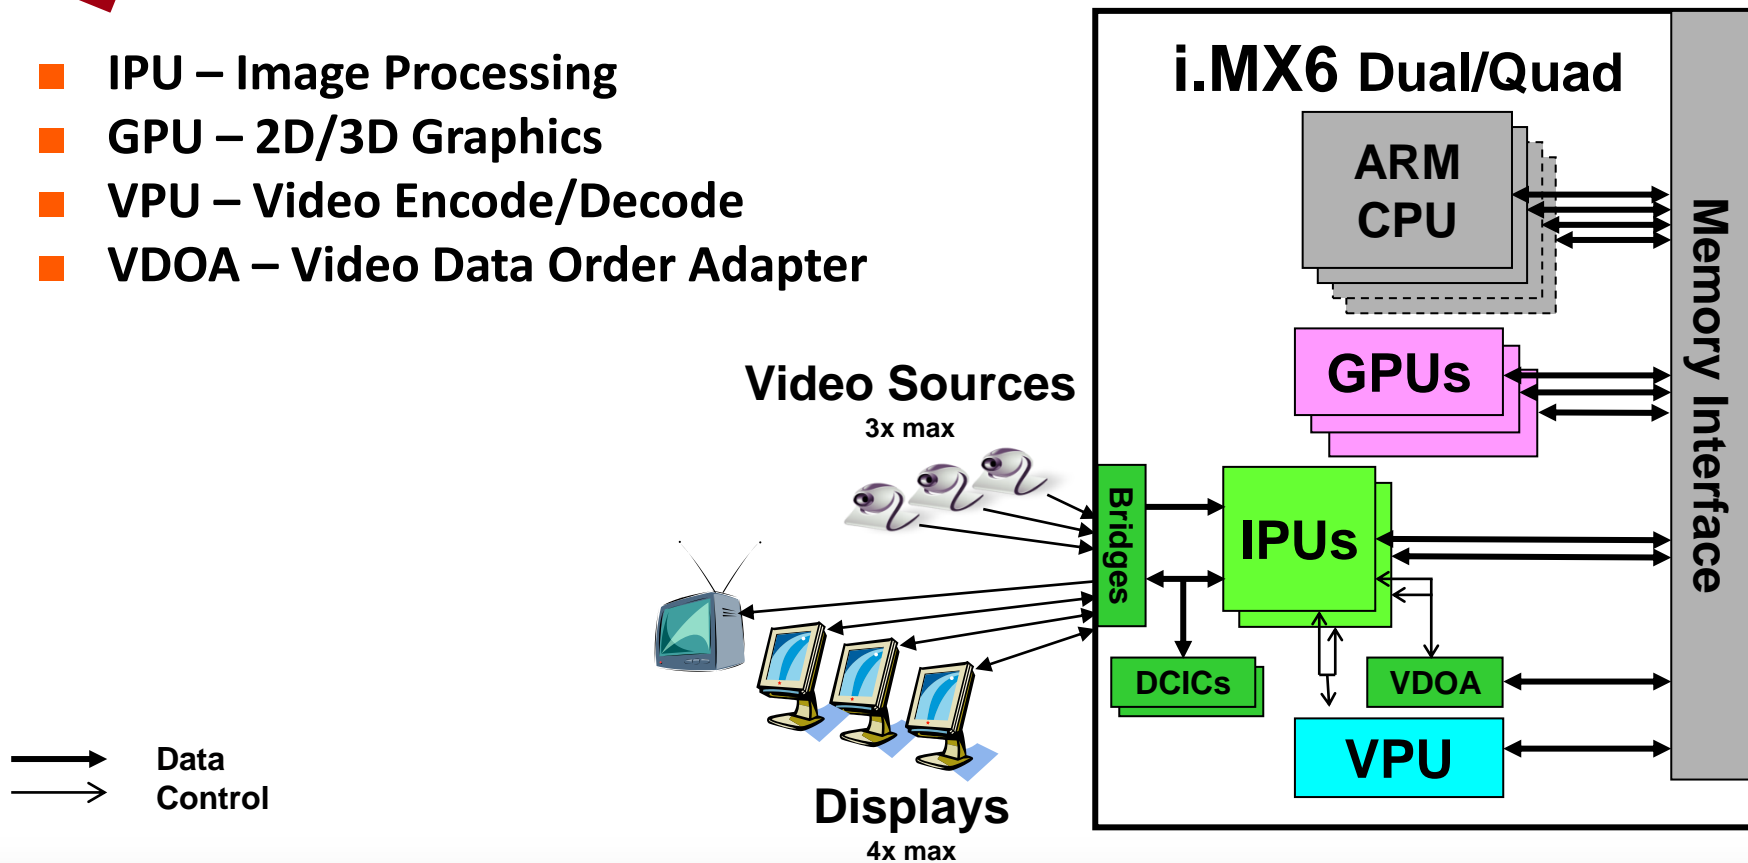 IPU – Image Processing
GPU – 2D/3D Graphics
VPU – Video Encode/Decode
VDOA – Video Data Order Adapter
i.MX6 Dual/Quad
ARM
CPU
GPUs
Memory Interface
Video Sources
3x max
Bridges
IPUs
DCICs
VDOA
VPU
Data
Control
Displays
4x max